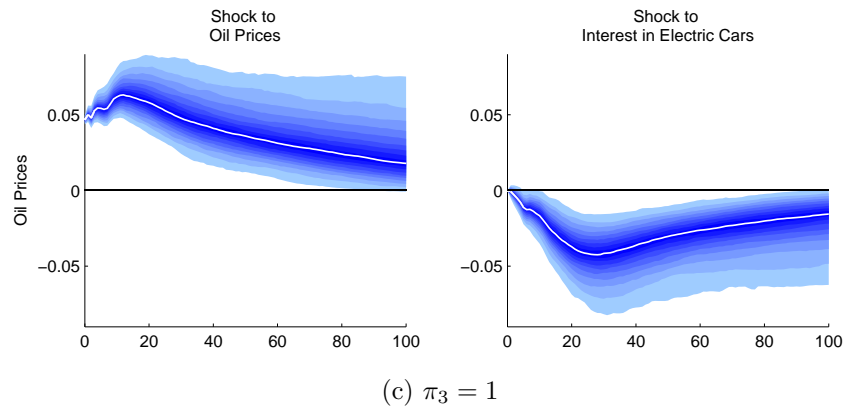 Shock to
Oil Prices
Shock to
Interest in Electric Cars
Oil Prices
0.05
0
−0.05
0 20 40 60 80 100
0.05
0
−0.05
0 20 40 60 80 100
(c) π₃ = 1